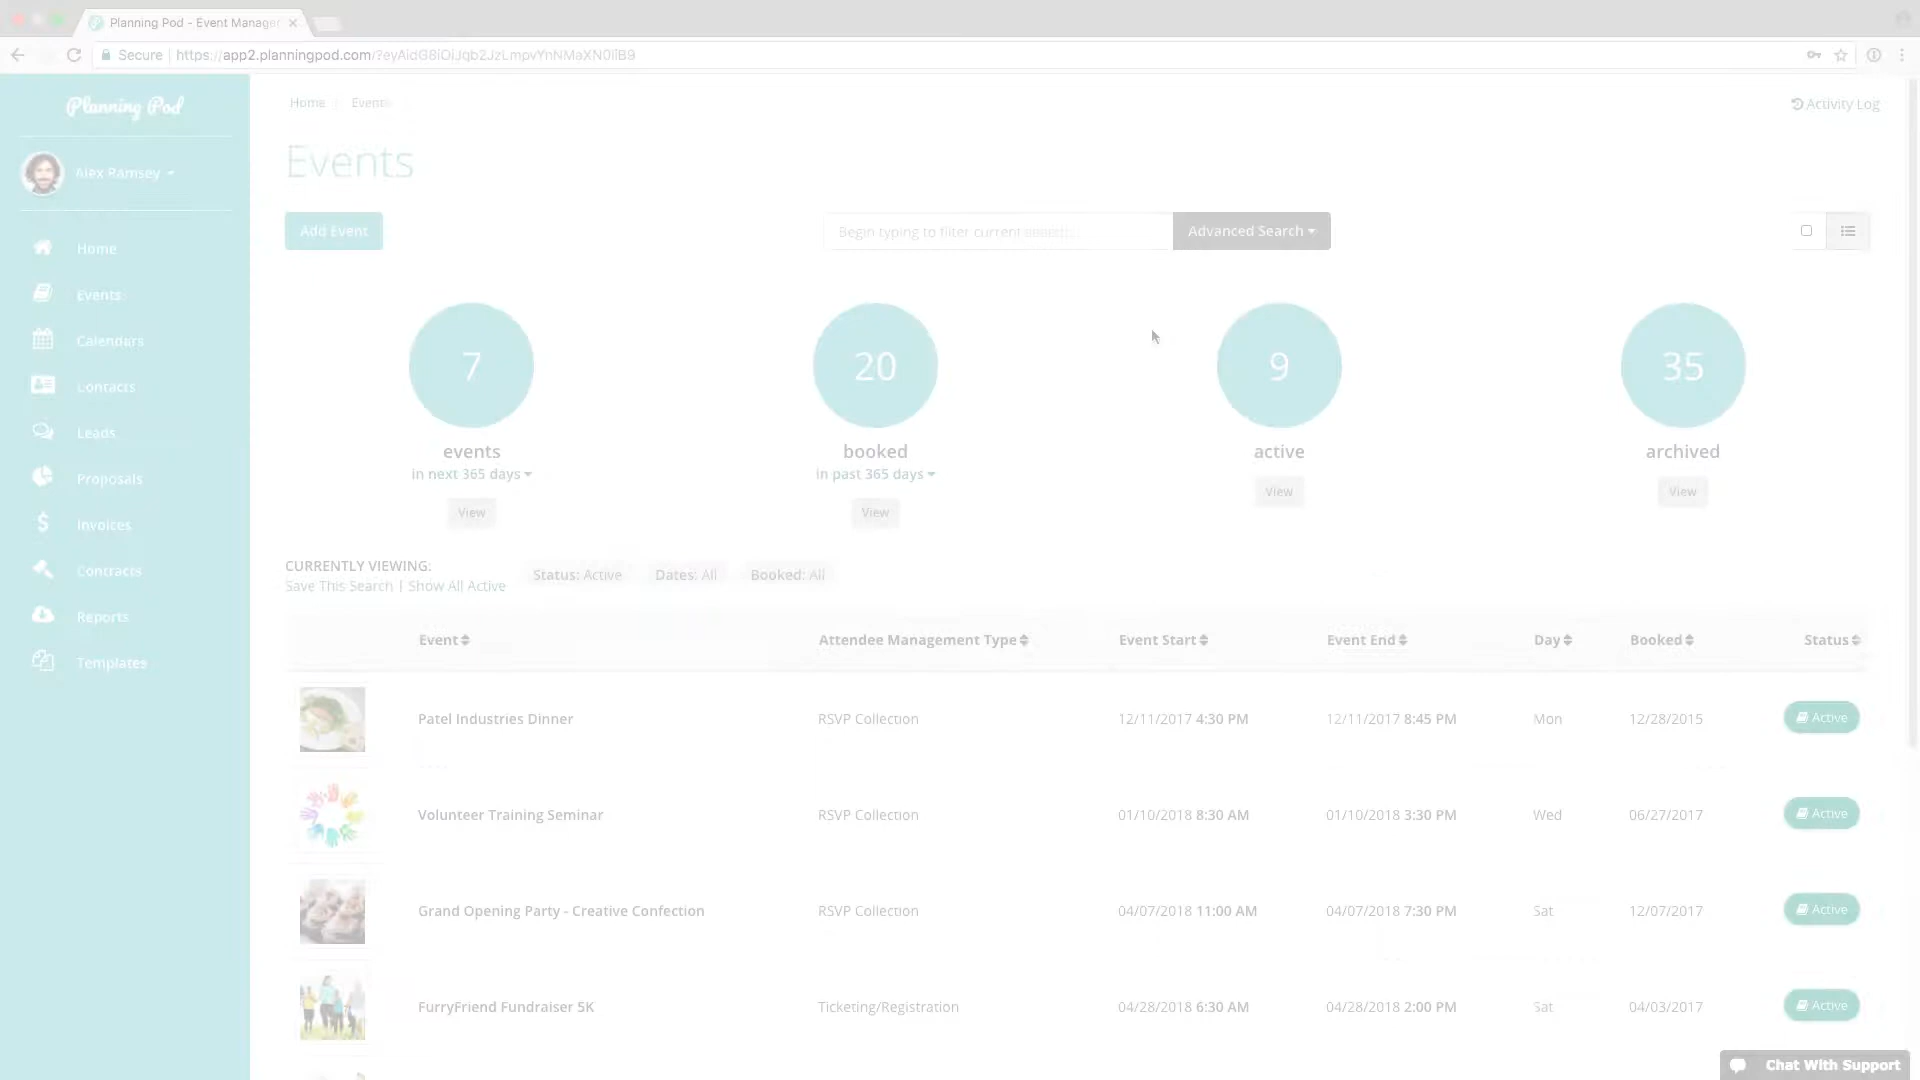 Planning Pod - Event Manager
Secure https://app2.planningpod.com/
Planning Pod
Alex Ramsey
Home
Events
Calendars
Contacts
Leads
Proposals
Invoices
Contracts
Reports
Templates
Home Events
Activity Log
Events
Add Event
Begin typing to filter current
Advanced Search
7
20
9
35
events
booked
active
archived
in next 365 days
in past 365 days
View
View
View
View
CURRENTLY VIEWING:
Save This Search | Show All Active
Status: Active Dates: All Booked: All
Event Attendee Management Type Event Start Event End Day Booked Status
Patel Industries Dinner RSVP Collection 12/11/2017 4:30 PM 12/11/2017 8:45 PM Mon 12/28/2015 Active
Volunteer Training Seminar RSVP Collection 01/10/2018 8:30 AM 01/10/2018 3:30 PM Wed 06/27/2017 Active
Grand Opening Party - Creative Confection RSVP Collection 04/07/2018 11:00 AM 04/07/2018 7:30 PM Sat 12/07/2017 Active
FurryFriend Fundraiser 5K Ticketing/Registration 04/28/2018 6:30 AM 04/28/2018 2:00 PM Sat 04/03/2017 Active
Chat With Support